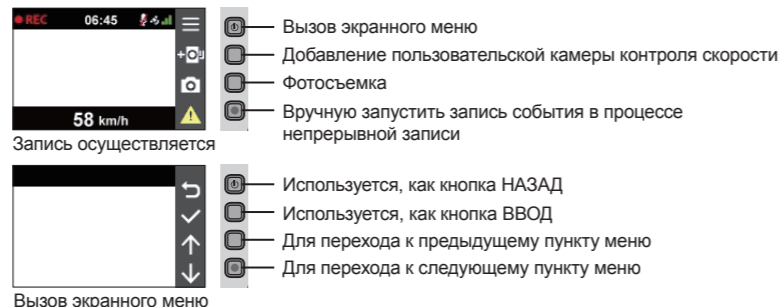 REC 06:45
58 km/h
Запись осуществляется
Вызов экранного меню
Добавление пользовательской камеры контроля скорости
Фотосъемка
Вручную запустить запись события в процессе
непрерывной записи
Вызов экранного меню
Используется, как кнопка НАЗАД
Используется, как кнопка ВВОД
Для перехода к предыдущему пункту меню
Для перехода к следующему пункту меню